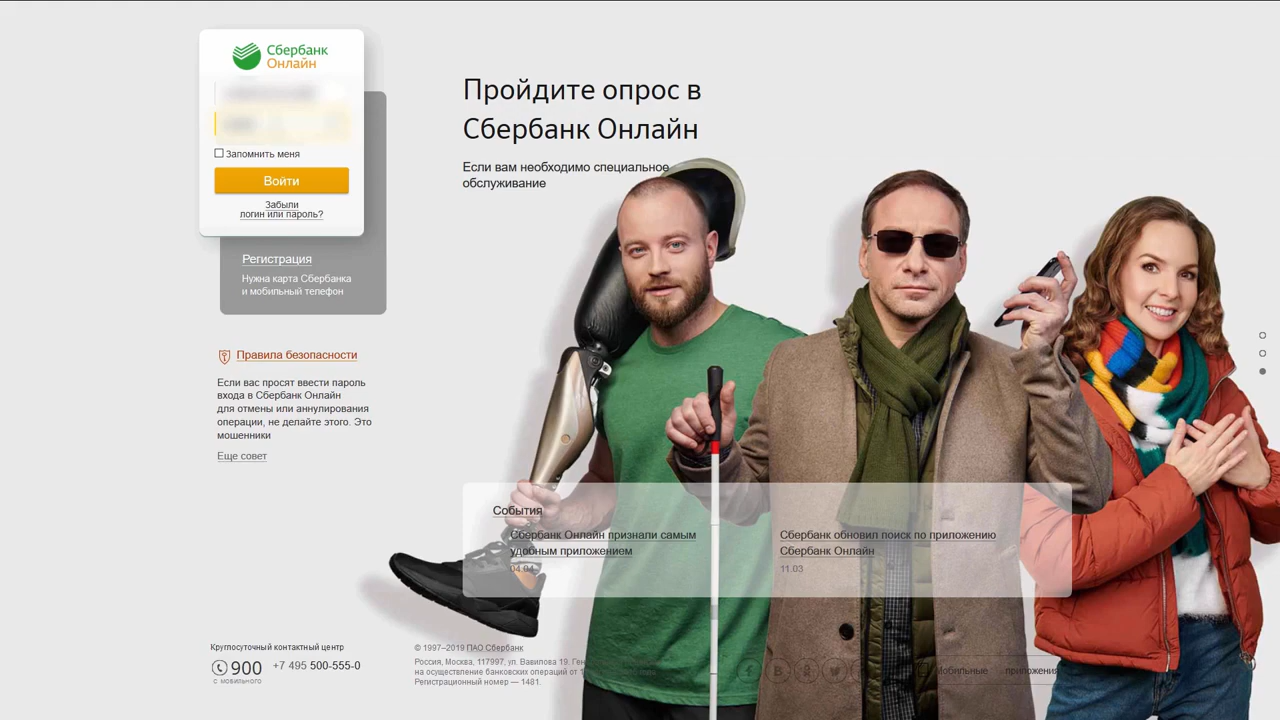 Сбербанк
Онлайн
Запомнить меня
Войти
Забыли
логин или пароль?
Регистрация
Нужна карта Сбербанка
и мобильный телефон
Правила безопасности
Если вас просят ввести пароль
входа в Сбербанк Онлайн
для отмены или аннулирования
операции, не делайте этого. Это
мошенники
Еще совет
Пройдите опрос в
Сбербанк Онлайн
Если вам необходимо специальное
обслуживание
События
Сбербанк Онлайн признали самым
удобным приложением
04.04
Сбербанк обновил поиск по приложению
Сбербанк Онлайн
11.03
Круглосуточный контактный центр
900
с мобильного
+7 495 500-555-0
© 1997–2019 ПАО Сбербанк
Россия, Москва, 117997, ул. Вавилова 19.
на осуществление банковских операций от
Регистрационный номер — 1481.
Мобильные приложения